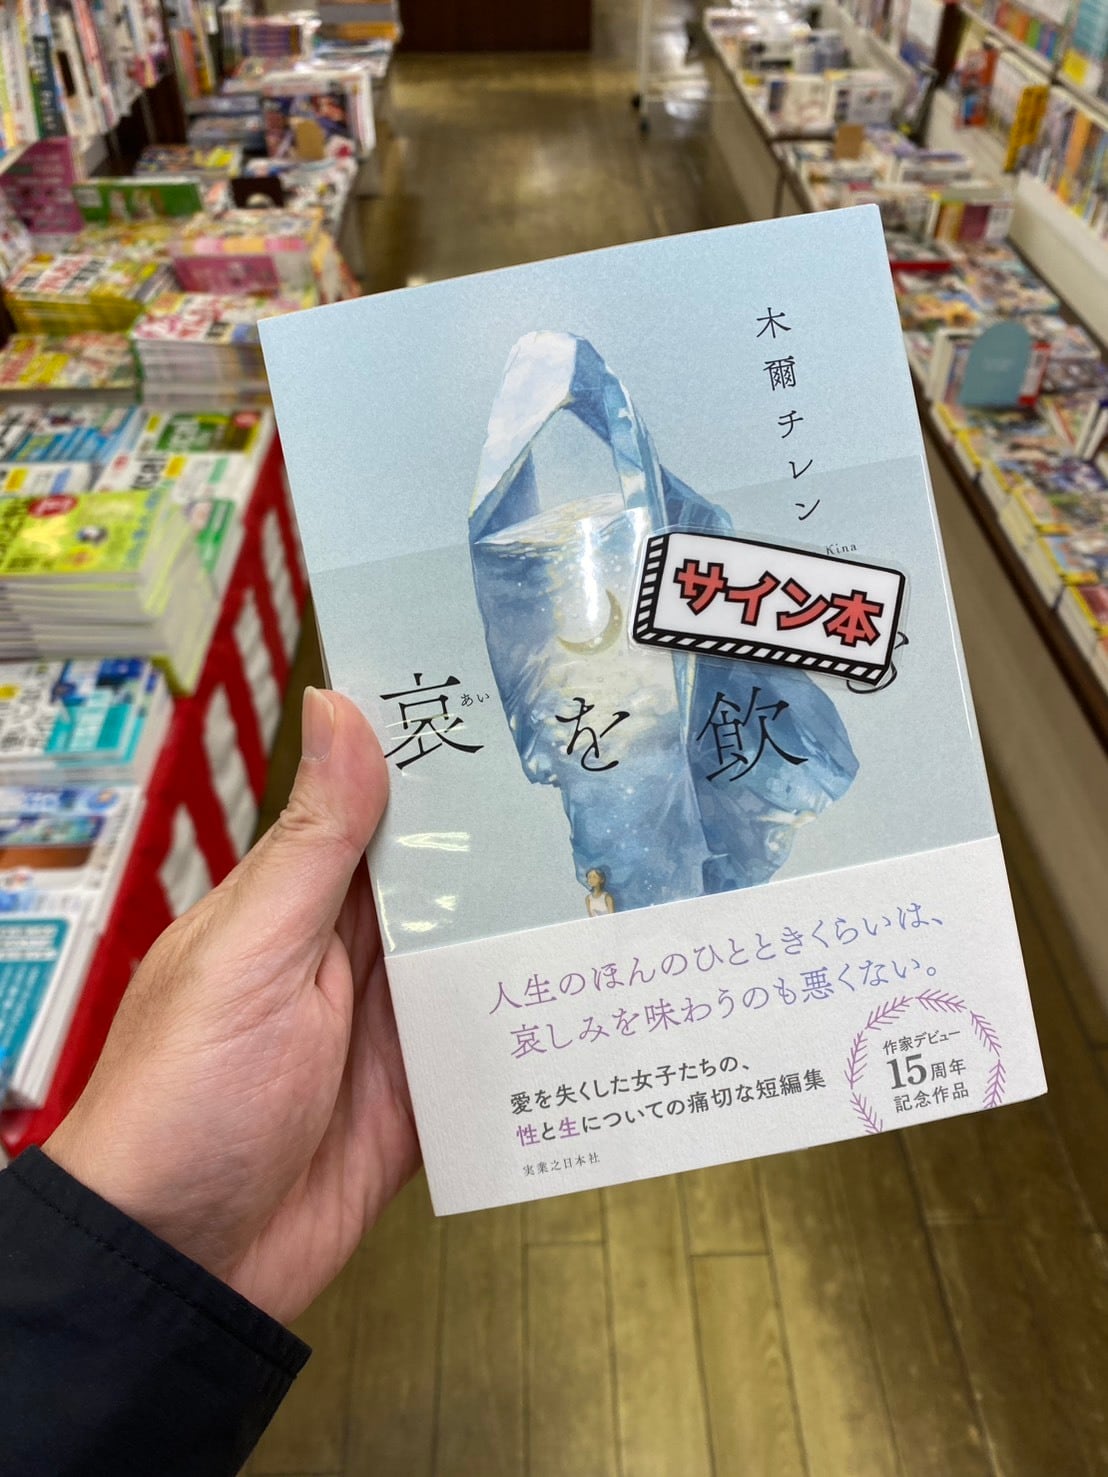 木爾チレン
Kina
サイン本
哀を飲
あい
人生のほんのひとときくらいは、
哀しみを味わうのも悪くない。
愛を失くした女子たちの、
性と生についての痛切な短編集
実業之日本社
作家デビュー
15周年
記念作品